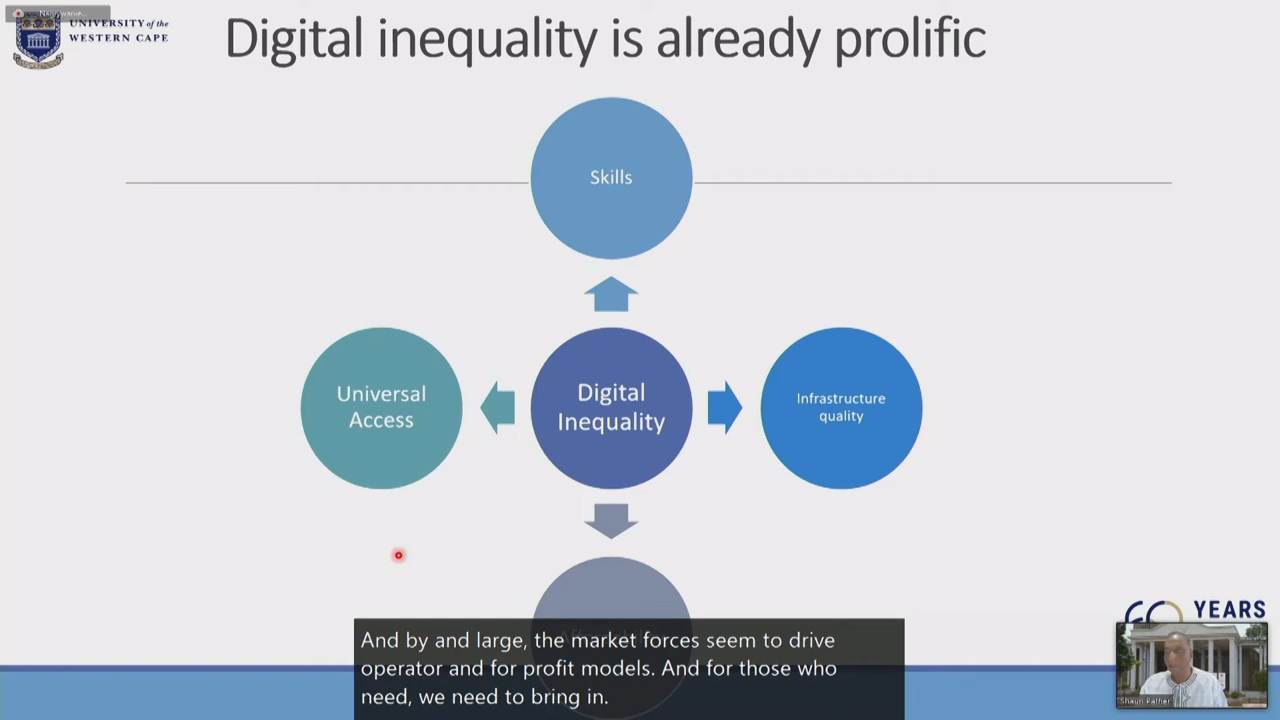 UNIVERSITY of the
WESTERN CAPE
Digital inequality is already prolific
Skills
Universal
Access
Digital
Inequality
Infrastructure
quality
60 YEARS
And by and large, the market forces seem to drive
operator and for profit models. And for those who
need, we need to bring in.
Shaun Pather